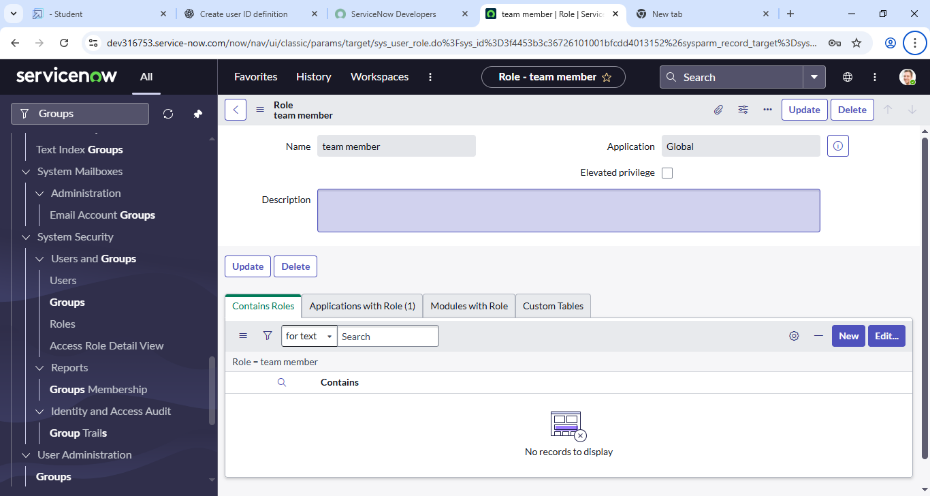 - Student
Create user ID definition
ServiceNow Developers
team member | Role | Servic
New tab
dev316753.service-now.com/now/nav/ui/classic/params/target/sys_user_role.do%3Fsys_id%3D3f4453b3c36726101001bfcdd4013152%26sysparm_record_target%3Dsys...
servicenow
All
Favorites
History
Workspaces
Role - team member
Search
Groups
Text Index Groups
System Mailboxes
Administration
Email Account Groups
System Security
Users and Groups
Users
Groups
Roles
Access Role Detail View
Reports
Groups Membership
Identity and Access Audit
Group Trails
User Administration
Groups
Role
team member
Update
Delete
Name
team member
Application
Global
Elevated privilege
Description
Update
Delete
Contains Roles
Applications with Role (1)
Modules with Role
Custom Tables
for text
Search
New
Edit...
Role = team member
Contains
No records to display